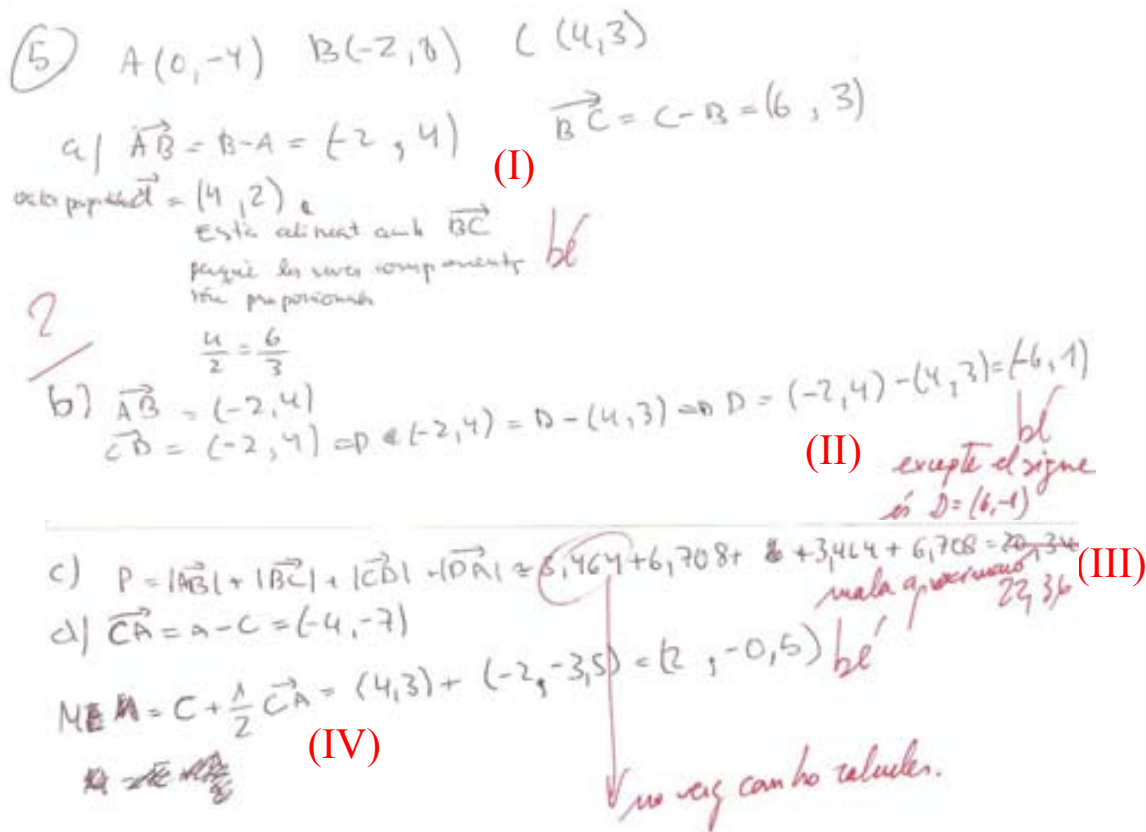 5 A(0,-4) B(-2,0) C(4,3)
a) AB = B-A = (-2, 4) BC = C-B = (6, 3)
(I)
= (4,2)
Està alineat amb BC
perquè les seves components
són proporcionals
bé
4/2 = 6/3
2
b) AB = (-2,4)
CD = (-2,4) => (-2,4) = D-(4,3) => D = (-2,4)-(4,3)=(-6,1)
(II)
bé
excepte el signe
és D=(6,-1)
c) P = |AB| + |BC| + |CD| + |DA| = 3,464+6,708+ +3,464+6,708 = 20,34
(III)
mala aproximació
22,36
d) CA = A-C = (-4,-7)
M = C + 1/2 CA = (4,3) + (-2,-3,5) = (2, -0,5)
bé
(IV)
no veig com ho calcules.